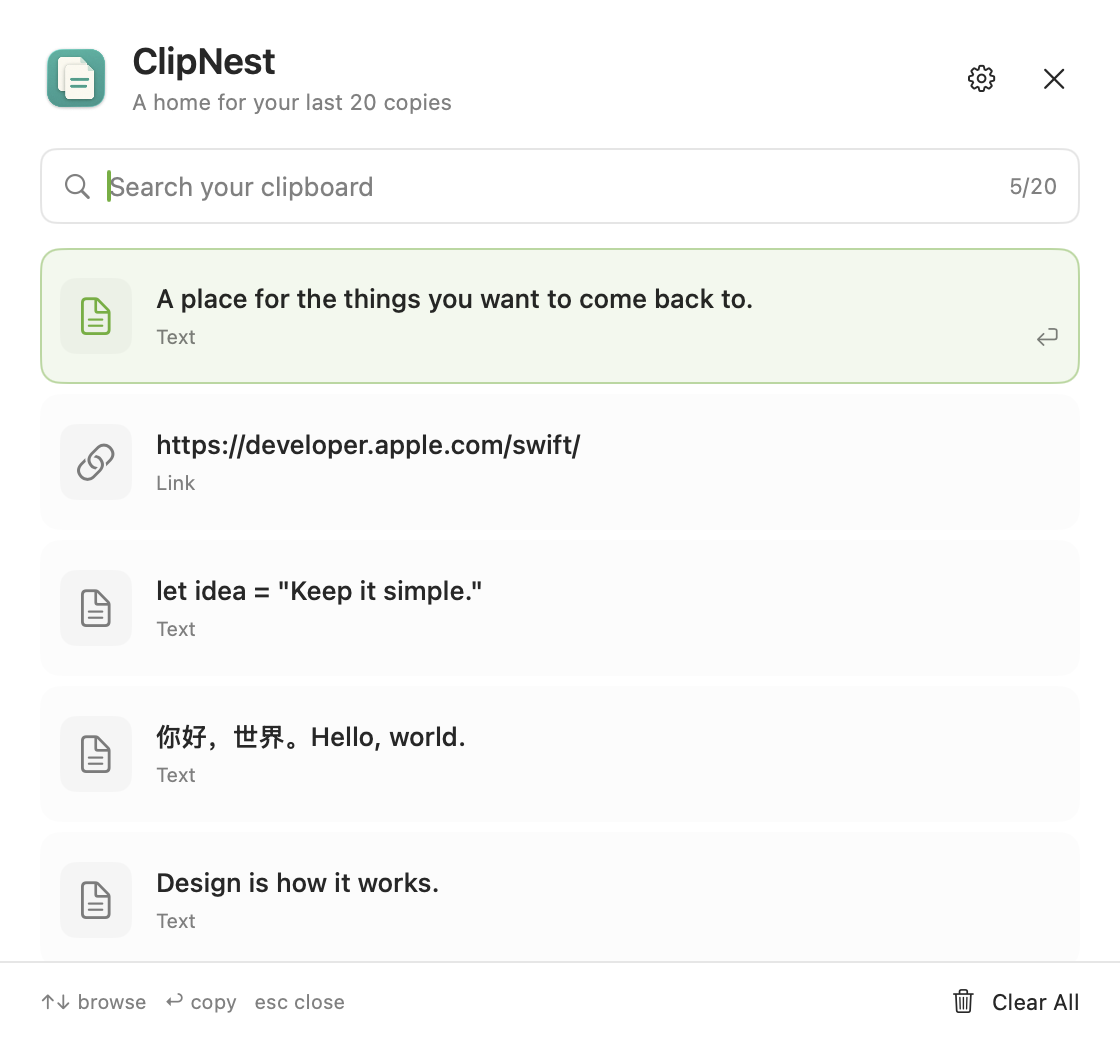 ClipNest
A home for your last 20 copies
Search your clipboard 5/20
A place for the things you want to come back to.
Text
https://developer.apple.com/swift/
Link
let idea = "Keep it simple."
Text
你好，世界。Hello, world.
Text
Design is how it works.
Text
↑↓ browse ↩ copy esc close Clear All